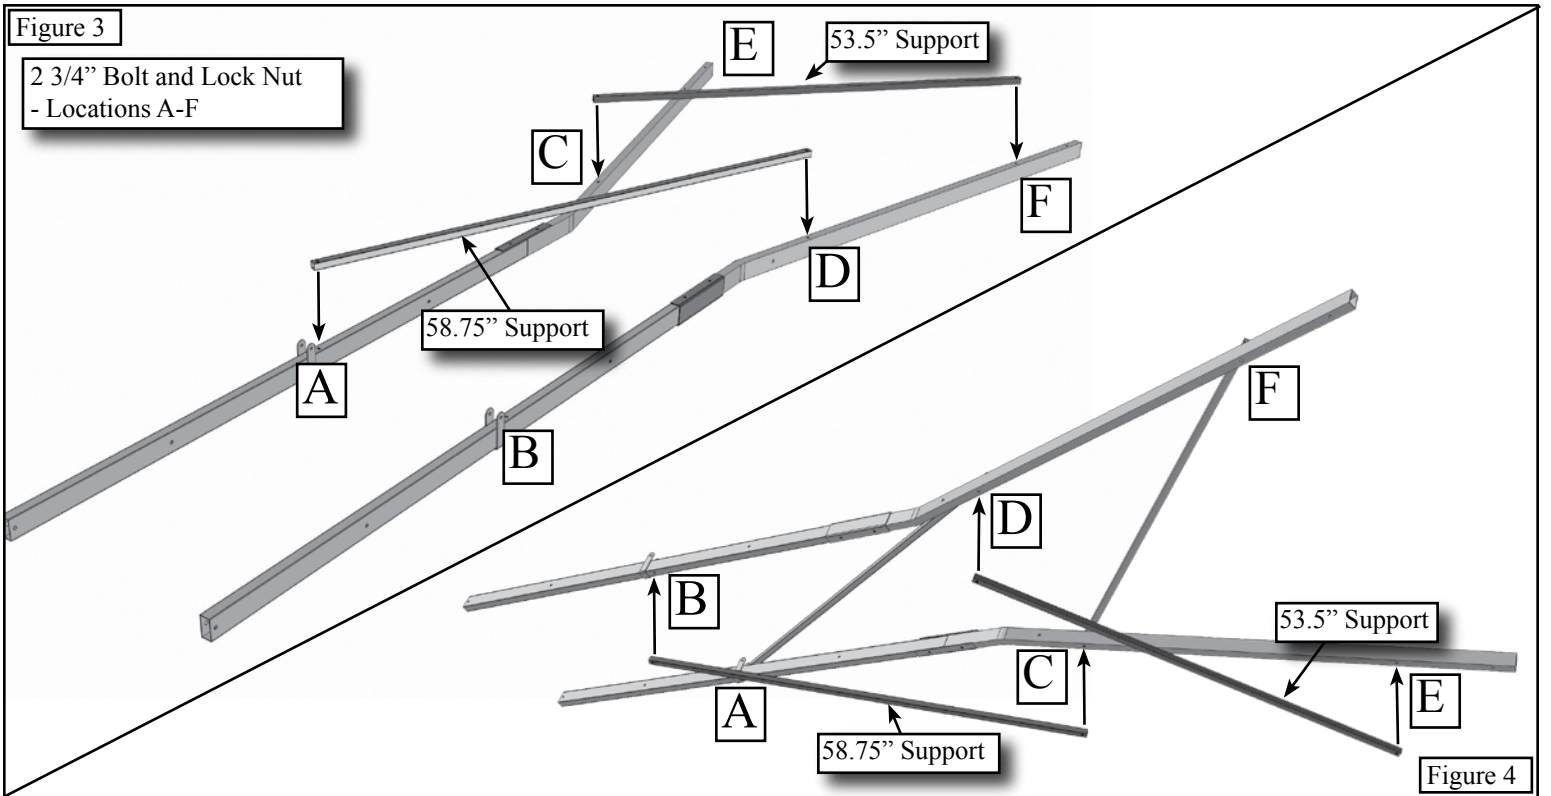 Figure 3
2 3/4” Bolt and Lock Nut
- Locations A-F
E
53.5” Support
C
F
D
58.75” Support
A
B
F
D
B
53.5” Support
C
E
A
58.75” Support
Figure 4